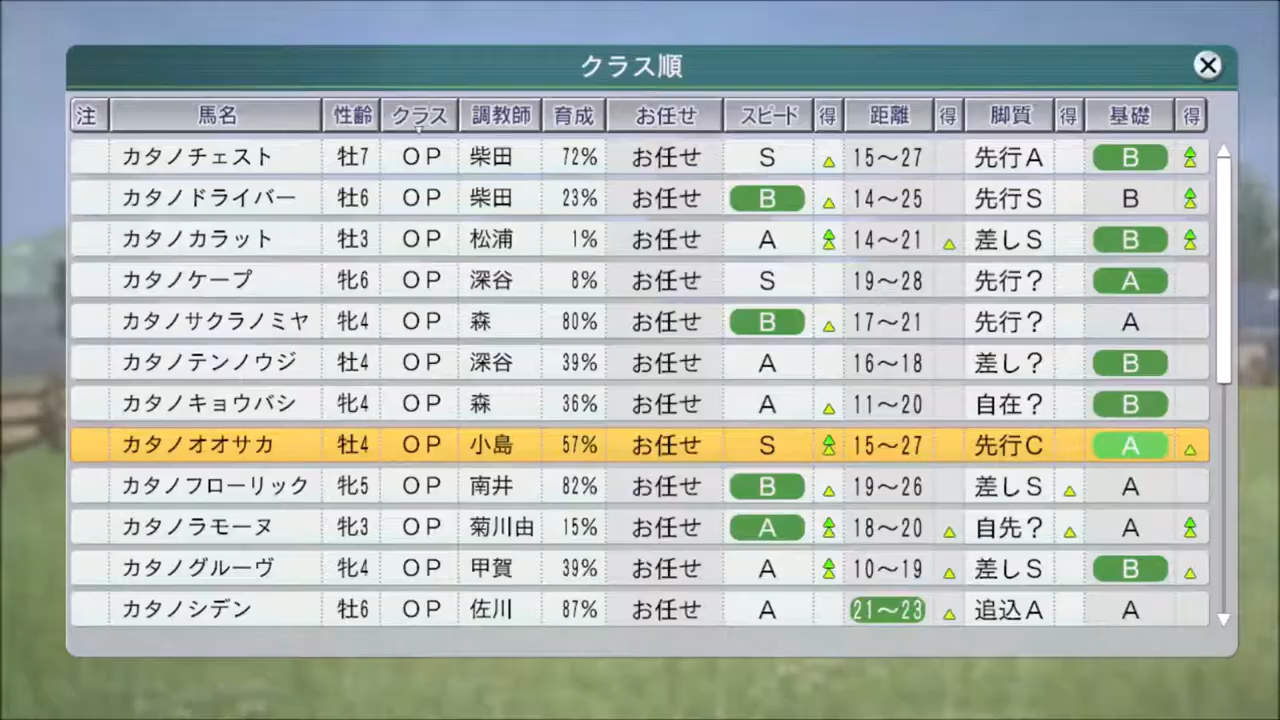 クラス順
注 馬名 性齢 クラス 調教師 育成 お任せ スピード 得 距離 得 脚質 得 基礎 得
カタノチェスト 牡7 OP 柴田 72% お任せ S 15〜27 先行A B
カタノドライバー 牡6 OP 柴田 23% お任せ B 14〜25 先行S B
カタノカラット 牡3 OP 松浦 1% お任せ A 14〜21 差しS B
カタノケープ 牝6 OP 深谷 8% お任せ S 19〜28 先行? A
カタノサクラノミヤ 牝4 OP 森 80% お任せ B 17〜21 先行? A
カタノテンノウジ 牡4 OP 深谷 39% お任せ A 16〜18 差し? B
カタノキョウバシ 牝4 OP 森 36% お任せ A 11〜20 自在? B
カタノオオサカ 牡4 OP 小島 57% お任せ S 15〜27 先行C A
カタノフローリック 牝5 OP 南井 82% お任せ B 19〜26 差しS A
カタノラモーヌ 牝3 OP 菊川由 15% お任せ A 18〜20 自先? A
カタノグルーヴ 牝4 OP 甲賀 39% お任せ A 10〜19 差しS B
カタノシデン 牡6 OP 佐川 87% お任せ A 21〜23 追込A A